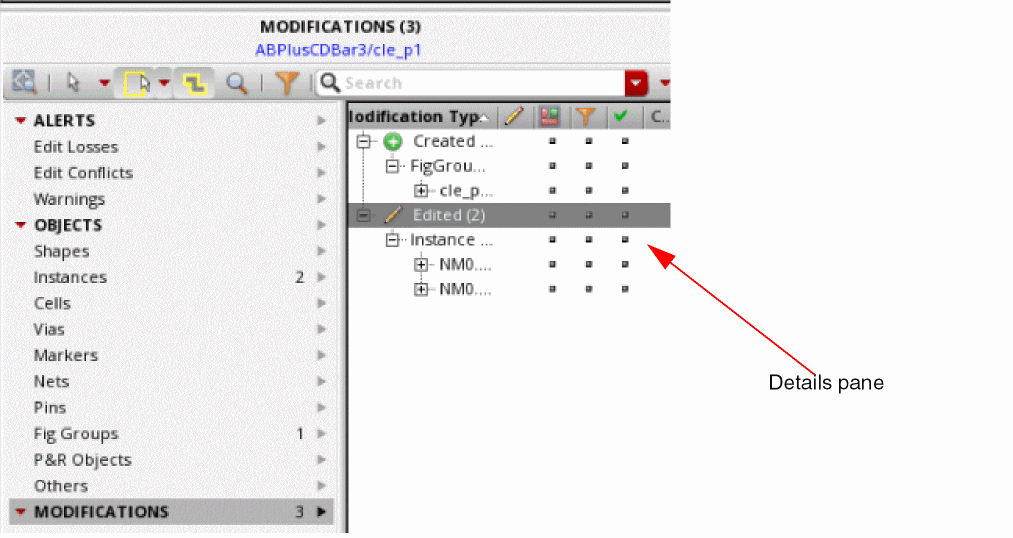 MODIFICATIONS (3)
ABPlusCDBar3/cle_p1
Search
ALERTS
Edit Losses
Edit Conflicts
Warnings
OBJECTS
Shapes
Instances 2
Cells
Vias
Markers
Nets
Pins
Fig Groups 1
P&R Objects
Others
MODIFICATIONS 3
lodification Typ C..
Created ...
FigGrou...
cle_p...
Edited (2)
Instance ...
NM0....
NM0....
Details pane